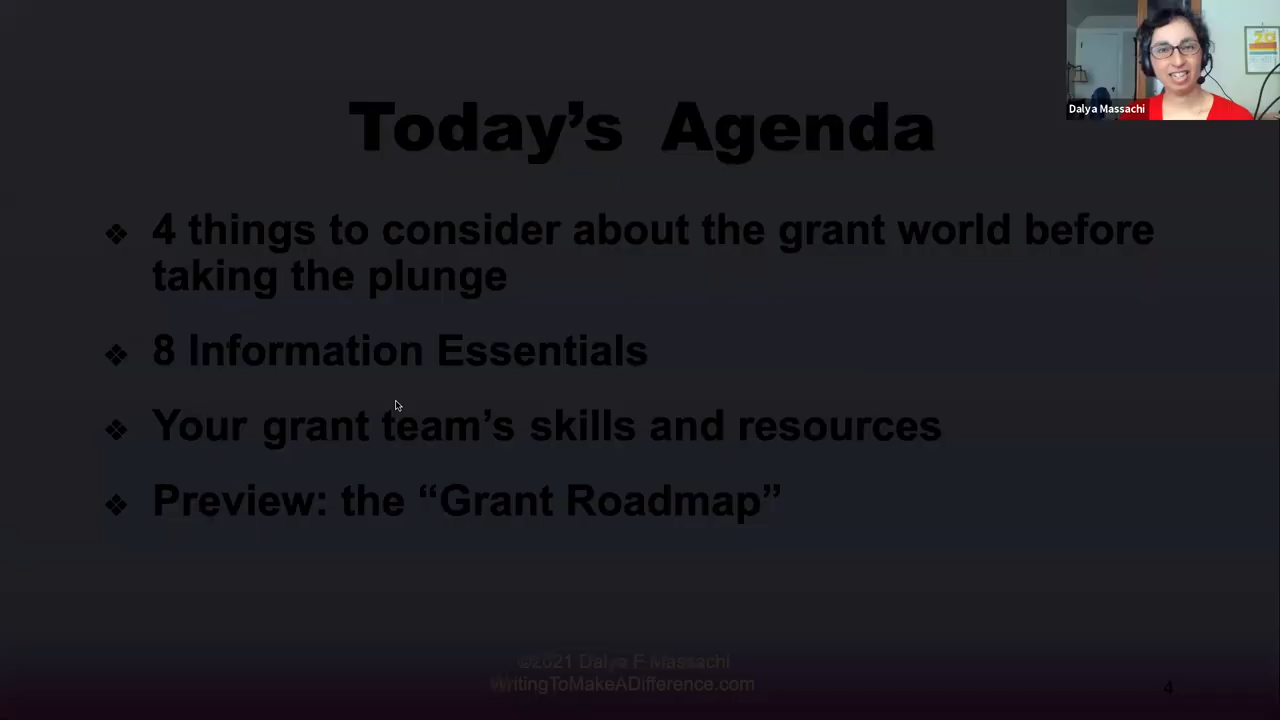 Dalya Massachi
Today’s Agenda
❖ 4 things to consider about the grant world before
taking the plunge
❖ 8 Information Essentials
❖ Your grant team’s skills and resources
❖ Preview: the “Grant Roadmap”
©2021 Dalya F Massachi
WritingToMakeADifference.com
4